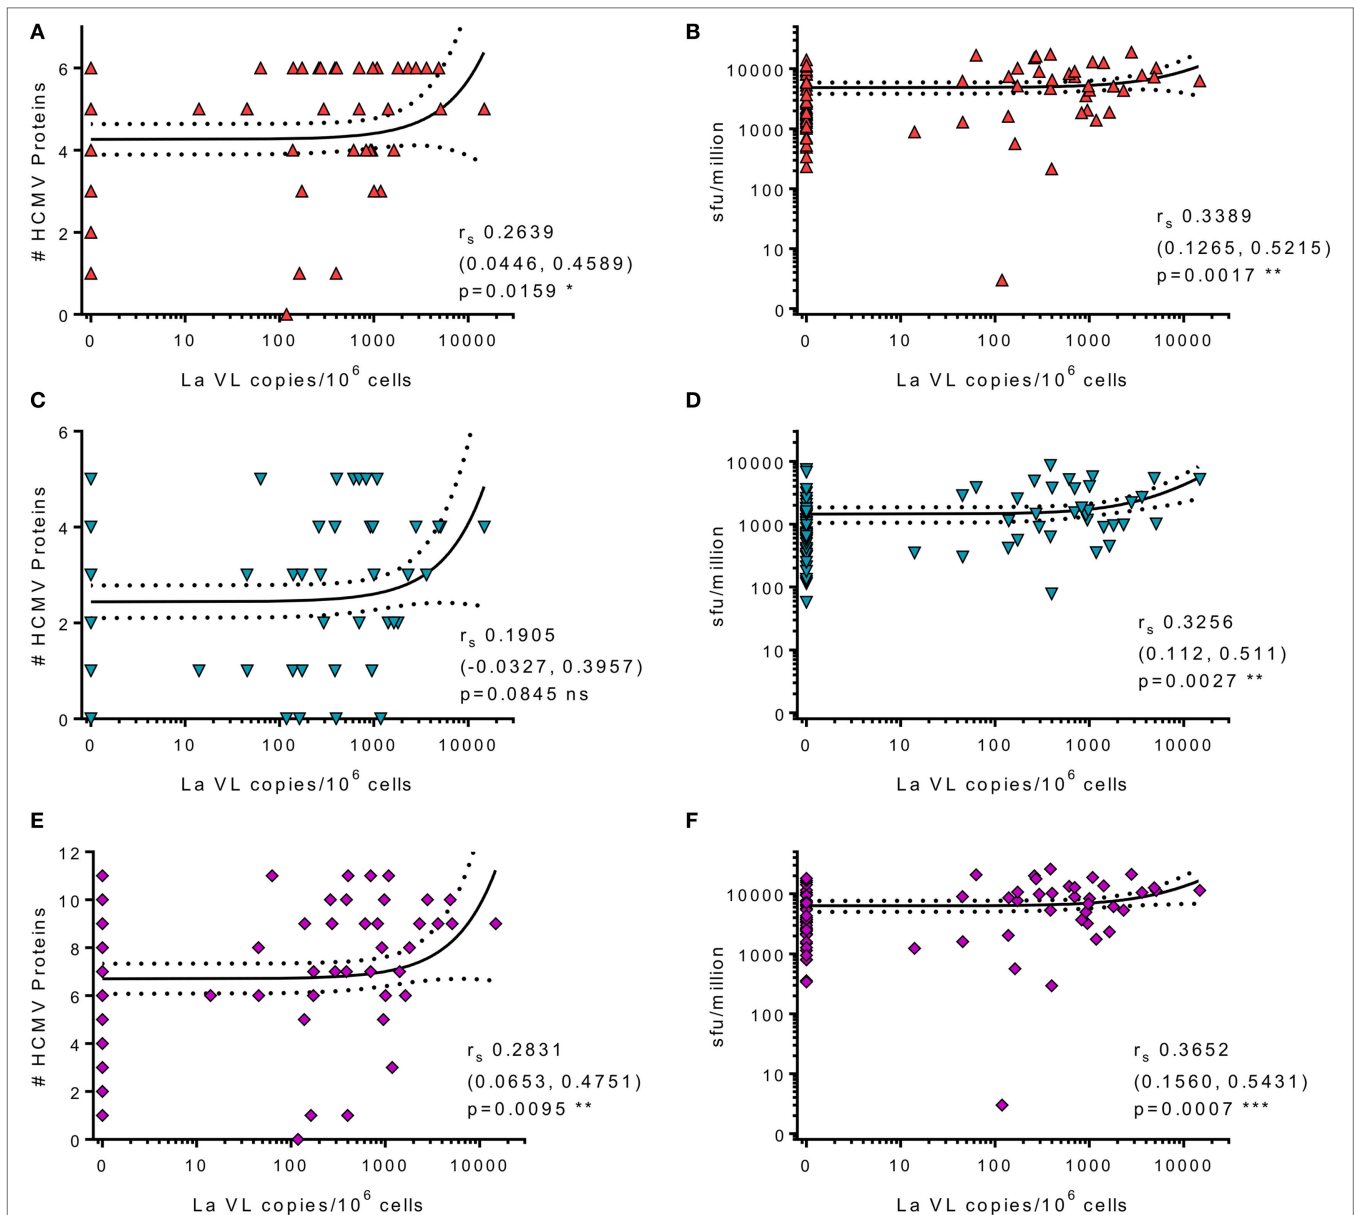 A
# HCMV Proteins
6
4
2
0
r_s 0.2639
(0.0446, 0.4589)
p=0.0159 *
0 10 100 1000 10000
La VL copies/10^6 cells
B
sfu/million
10000
1000
100
10
0
r_s 0.3389
(0.1265, 0.5215)
p=0.0017 **
0 10 100 1000 10000
La VL copies/10^6 cells
C
# HCMV Proteins
6
4
2
0
r_s 0.1905
(-0.0327, 0.3957)
p=0.0845 ns
0 10 100 1000 10000
La VL copies/10^6 cells
D
sfu/million
10000
1000
100
10
0
r_s 0.3256
(0.112, 0.511)
p=0.0027 **
0 10 100 1000 10000
La VL copies/10^6 cells
E
# HCMV Proteins
12
10
8
6
4
2
0
r_s 0.2831
(0.0653, 0.4751)
p=0.0095 **
0 10 100 1000 10000
La VL copies/10^6 cells
F
sfu/million
10000
1000
100
10
0
r_s 0.3652
(0.1560, 0.5431)
p=0.0007 ***
0 10 100 1000 10000
La VL copies/10^6 cells